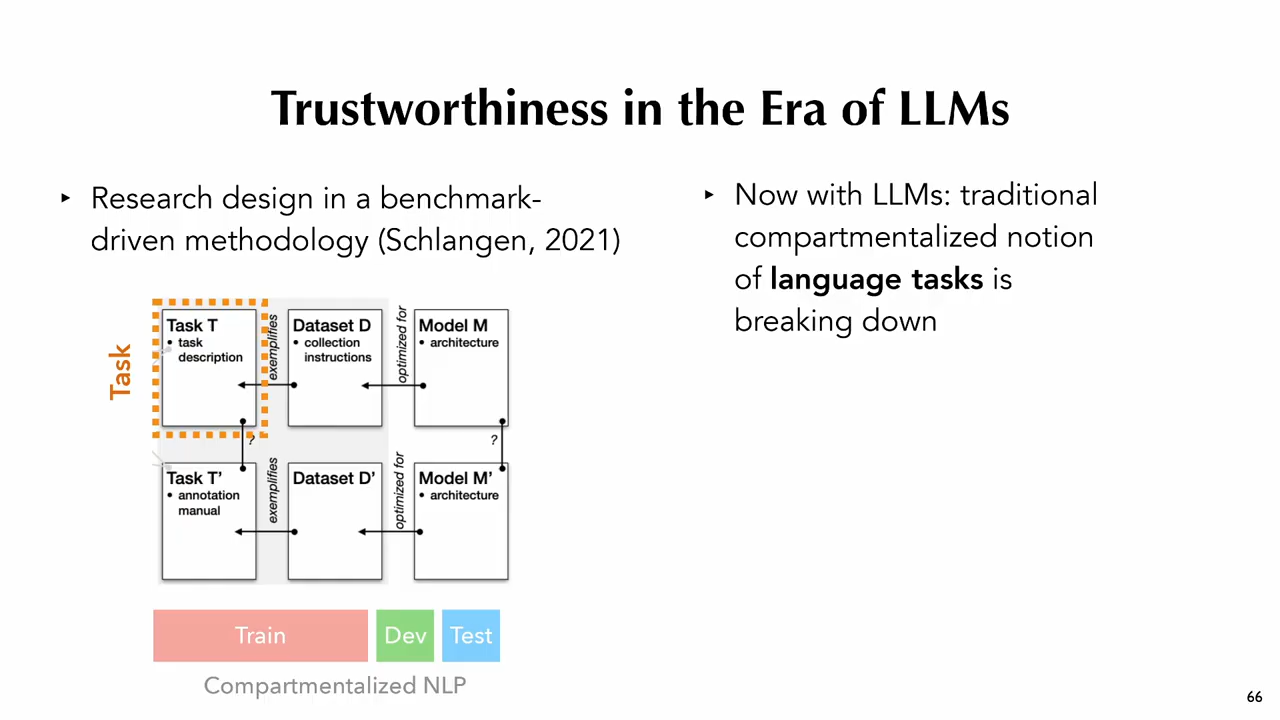 Trustworthiness in the Era of LLMs
‣ Research design in a benchmark-
driven methodology (Schlangen, 2021)
Task
Task T
• task
description
exemplifies
Dataset D
• collection
instructions
optimized for
Model M
• architecture
?
?
Task T’
• annotation
manual
exemplifies
Dataset D’
optimized for
Model M’
• architecture
Train
Dev
Test
Compartmentalized NLP
‣ Now with LLMs: traditional
compartmentalized notion
of language tasks is
breaking down
66